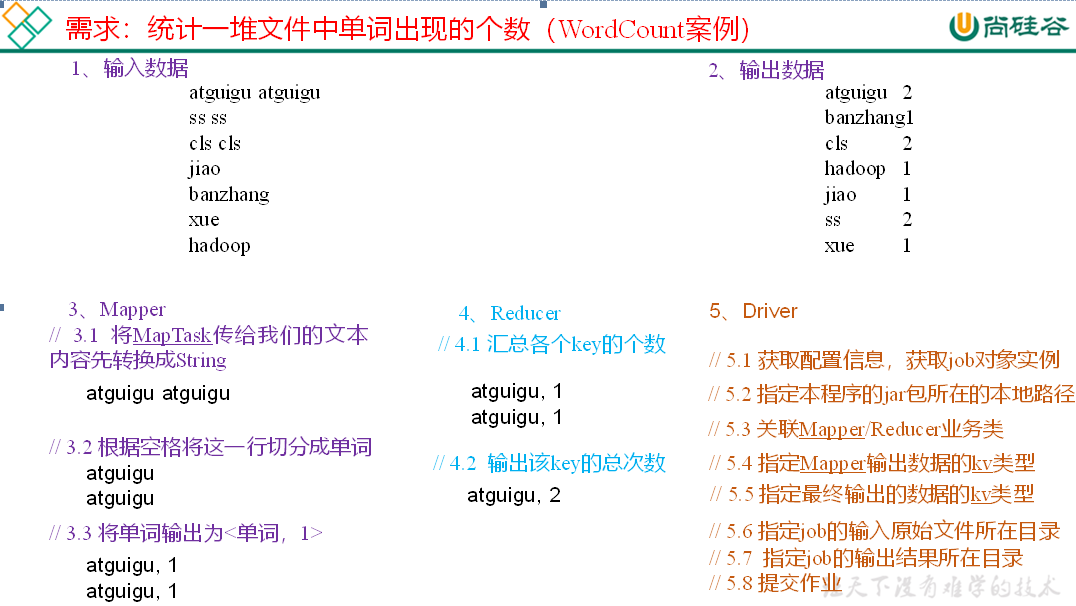 需求：统计一堆文件中单词出现的个数（WordCount案例）
尚硅谷
1、输入数据
atguigu atguigu
ss ss
cls cls
jiao
banzhang
xue
hadoop
2、输出数据
atguigu 2
banzhang1
cls 2
hadoop 1
jiao 1
ss 2
xue 1
3、Mapper
// 3.1 将MapTask传给我们的文本
内容先转换成String
atguigu atguigu
// 3.2 根据空格将这一行切分成单词
atguigu
atguigu
// 3.3 将单词输出为<单词，1>
atguigu, 1
atguigu, 1
4、Reducer
// 4.1 汇总各个key的个数
atguigu, 1
atguigu, 1
// 4.2 输出该key的总次数
atguigu, 2
5、Driver
// 5.1 获取配置信息，获取job对象实例
// 5.2 指定本程序的jar包所在的本地路径
// 5.3 关联Mapper/Reducer业务类
// 5.4 指定Mapper输出数据的kv类型
// 5.5 指定最终输出的数据的kv类型
// 5.6 指定job的输入原始文件所在目录
// 5.7 指定job的输出结果所在目录
// 5.8 提交作业
天下没有难学的技术